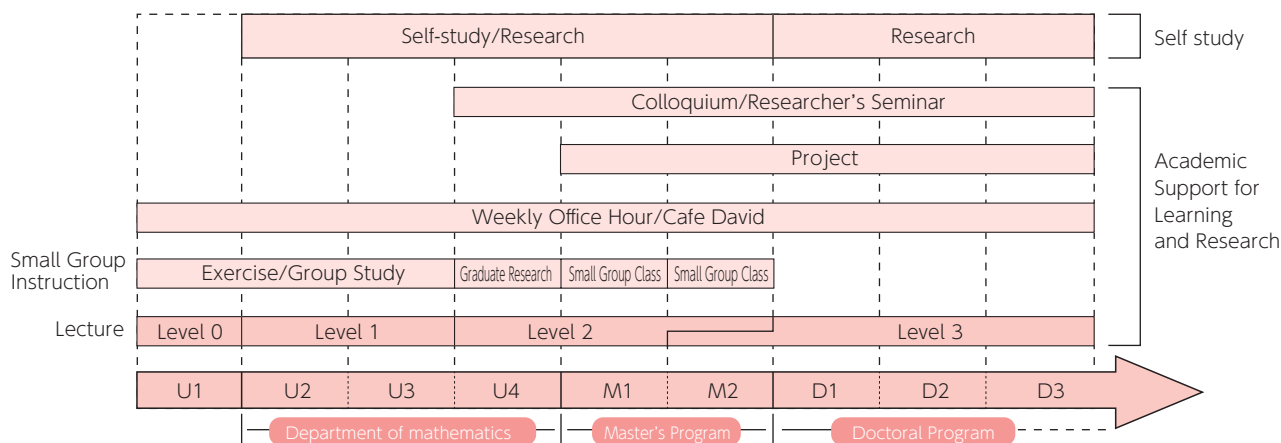 Self-study/Research
Research
Self study
Colloquium/Researcher's Seminar
Project
Academic
Support for
Learning
and Research
Weekly Office Hour/Cafe David
Small Group
Instruction
Exercise/Group Study
Graduate Research
Small Group Class
Small Group Class
Lecture
Level 0
Level 1
Level 2
Level 3
U1
U2
U3
U4
M1
M2
D1
D2
D3
Department of mathematics
Master's Program
Doctoral Program